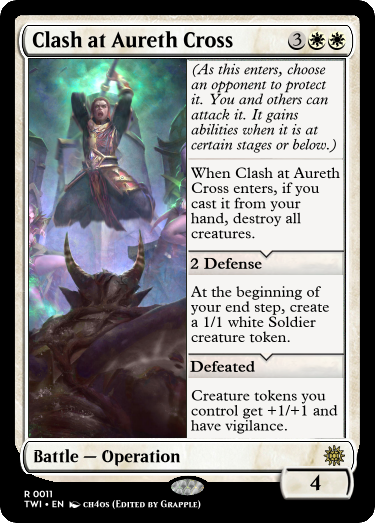 Clash at Aureth Cross 3
(As this enters, choose
an opponent to protect
it. You and others can
attack it. It gains
abilities when it is at
certain stages or below.)
When Clash at Aureth
Cross enters, if you
cast it from your
hand, destroy all
creatures.
2 Defense
At the beginning of
your end step, create
a 1/1 white Soldier
creature token.
Defeated
Creature tokens you
control get +1/+1 and
have vigilance.
Battle — Operation
4
R 0011
TWI • EN CH4OS (Edited by Grapple)